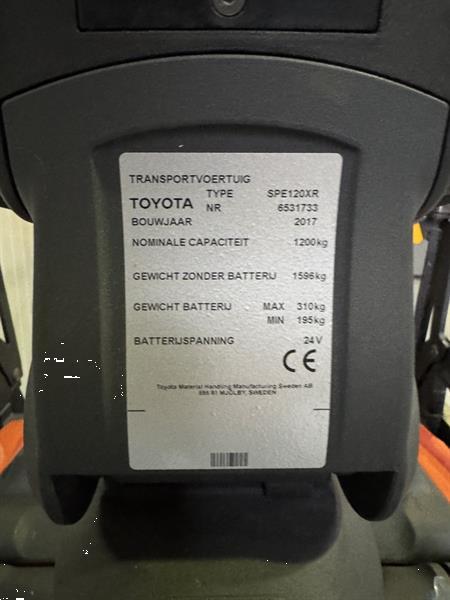 TRANSPORTVOERTUIG
TOYOTA TYPE SPE120XR
NR 6531733
BOUWJAAR 2017
NOMINALE CAPACITEIT 1200kg
GEWICHT ZONDER BATTERIJ 1596kg
GEWICHT BATTERIJ MAX 310kg
MIN 195kg
BATTERIJSPANNING 24V
CE
Toyota Material Handling Manufacturing Sweden AB
595 81 MJÖLBY, SWEDEN